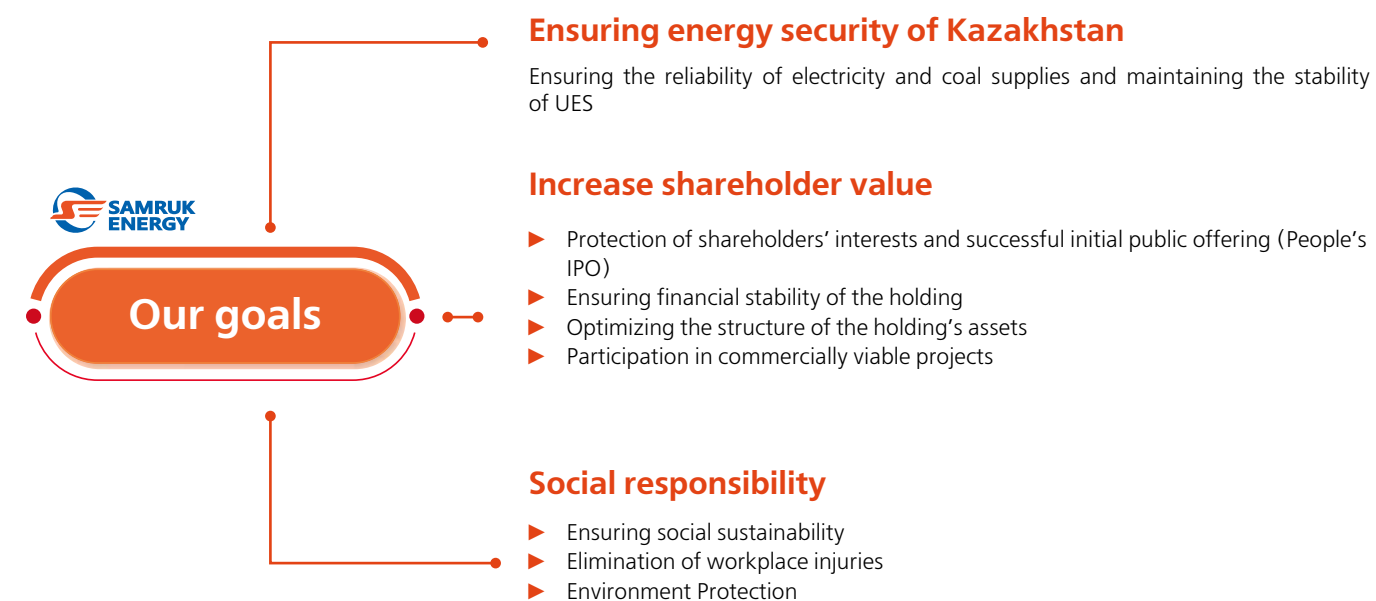 Ensuring energy security of Kazakhstan
Ensuring the reliability of electricity and coal supplies and maintaining the stability
of UES
SAMRUK
ENERGY
Our goals
Increase shareholder value
► Protection of shareholders’ interests and successful initial public offering (People’s
IPO)
► Ensuring financial stability of the holding
► Optimizing the structure of the holding’s assets
► Participation in commercially viable projects
Social responsibility
► Ensuring social sustainability
► Elimination of workplace injuries
► Environment Protection